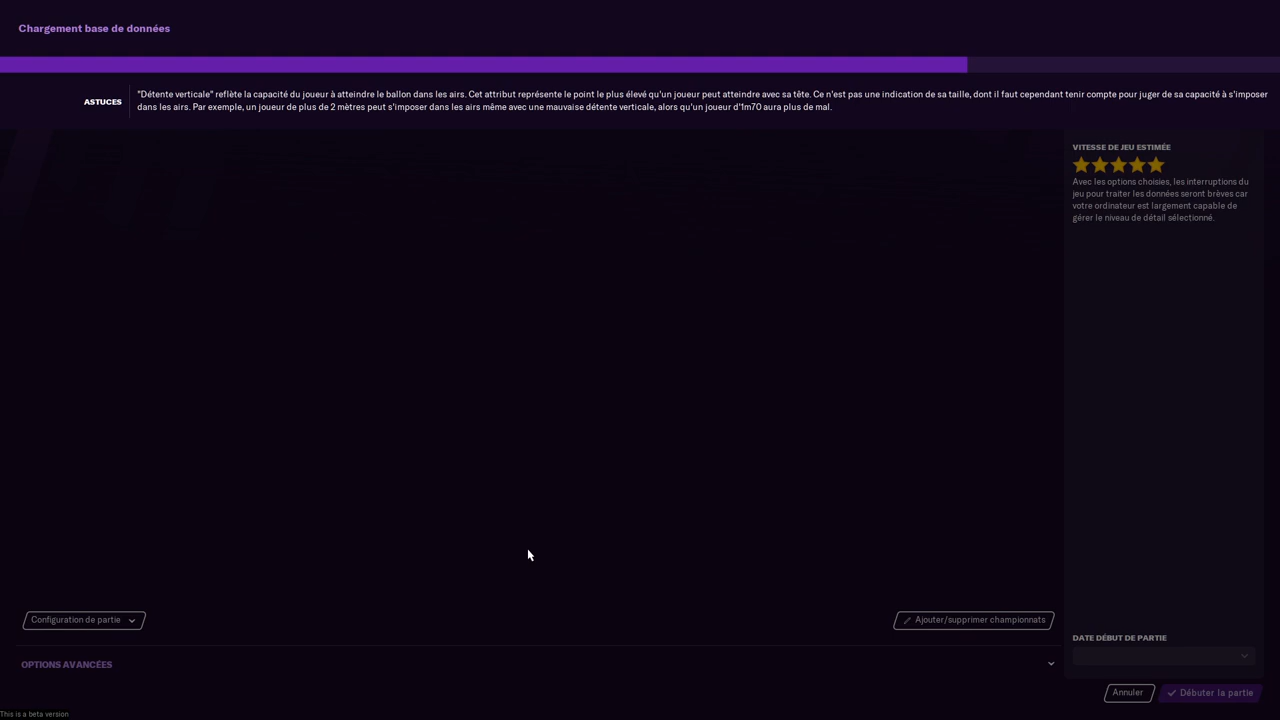 Chargement base de données
ASTUCES
"Détente verticale" reflète la capacité du joueur à atteindre le ballon dans les airs. Cet attribut représente le point le plus élevé qu'un joueur peut atteindre avec sa tête. Ce n'est pas une indication de sa taille, dont il faut cependant tenir compte pour juger de sa capacité à s'imposer
dans les airs. Par exemple, un joueur de plus de 2 mètres peut s'imposer dans les airs même avec une mauvaise détente verticale, alors qu'un joueur d'1m70 aura plus de mal.
VITESSE DE JEU ESTIMÉE
Avec les options choisies, les interruptions du
jeu pour traiter les données seront brèves car
votre ordinateur est largement capable de
gérer le niveau de détail sélectionné.
Configuration de partie
Ajouter/supprimer championnats
DATE DÉBUT DE PARTIE
OPTIONS AVANCÉES
Annuler
Débuter la partie
This is a beta version